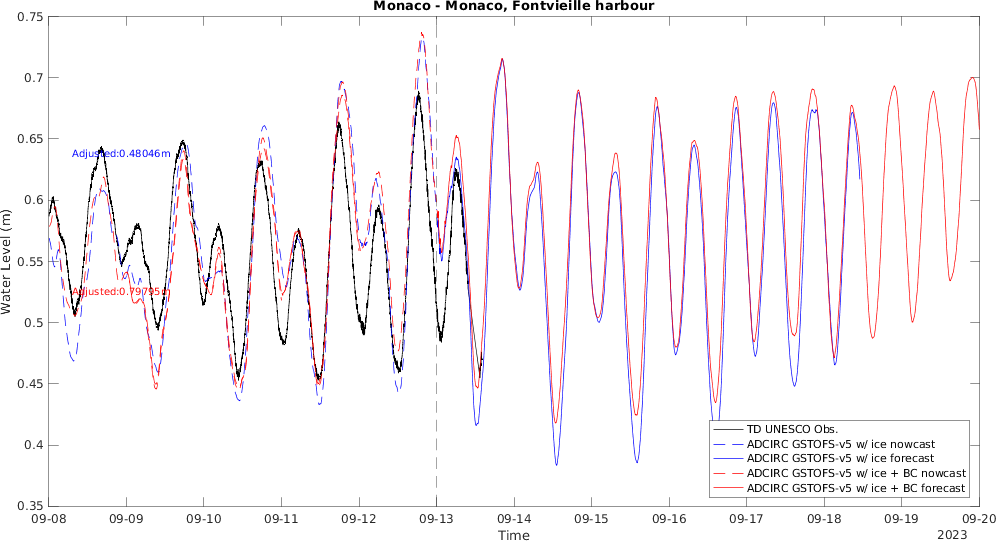 Monaco - Monaco, Fontvieille harbour
0.75
0.7
0.65
0.6
0.55
0.5
0.45
0.4
0.35
Water Level (m)
Adjusted:0.48046m
Adjusted:0.79795m
TD UNESCO Obs.
ADCIRC GSTOFS-v5 w/ ice nowcast
ADCIRC GSTOFS-v5 w/ ice forecast
ADCIRC GSTOFS-v5 w/ ice + BC nowcast
ADCIRC GSTOFS-v5 w/ ice + BC forecast
09-08 09-09 09-10 09-11 09-12 09-13 09-14 09-15 09-16 09-17 09-18 09-19 09-20
Time
2023